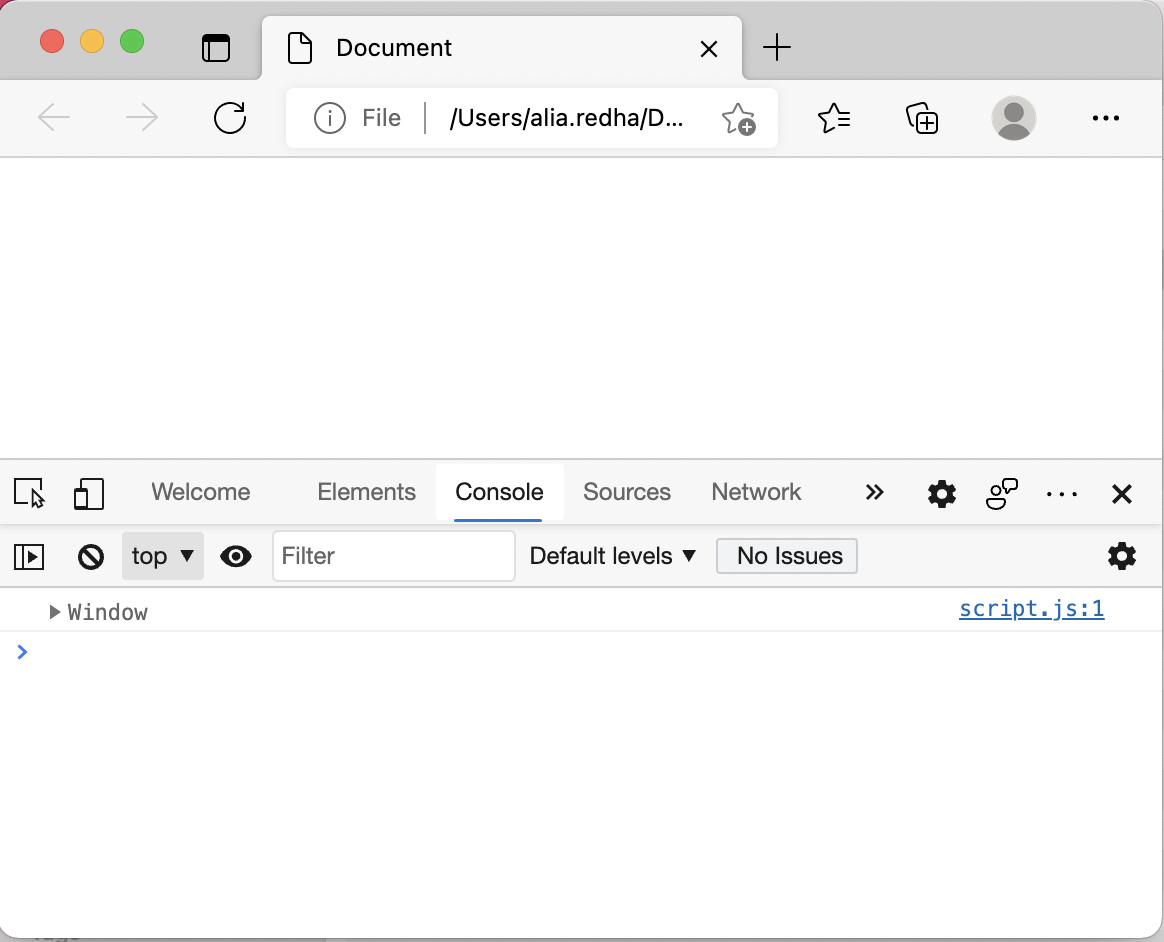 Document
File /Users/alia.redha/D...
Welcome Elements Console Sources Network
top Filter Default levels No Issues
Window script.js:1